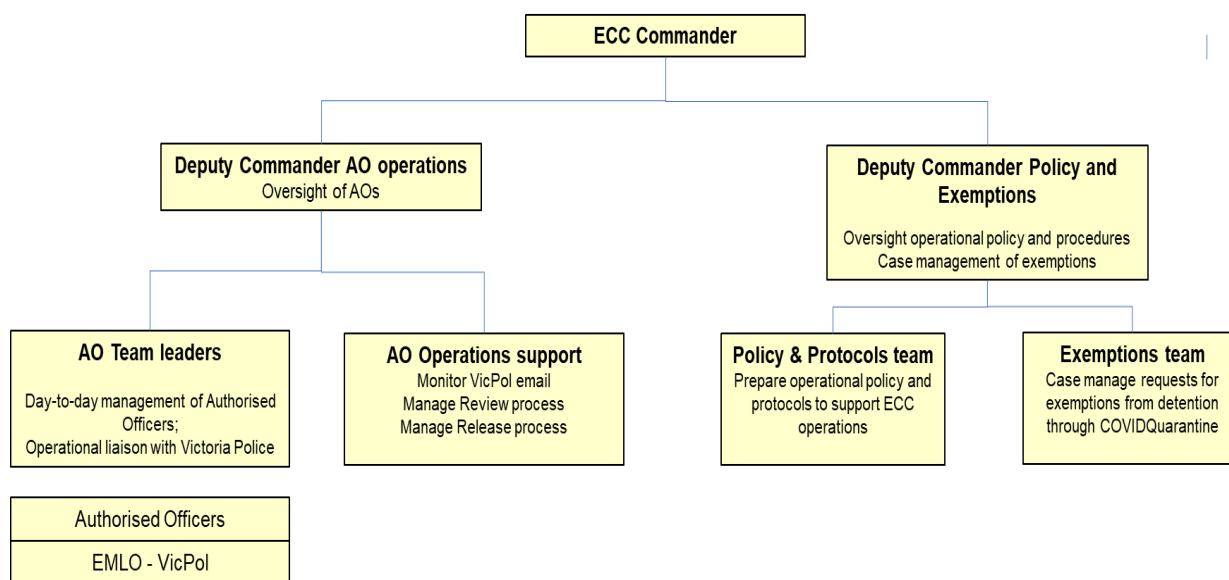 ECC Commander
Deputy Commander AO operations
Oversight of AOs
Deputy Commander Policy and
Exemptions
Oversight operational policy and procedures
Case management of exemptions
AO Team leaders
Day-to-day management of Authorised
Officers;
Operational liaison with Victoria Police
AO Operations support
Monitor VicPol email
Manage Review process
Manage Release process
Policy & Protocols team
Prepare operational policy and
protocols to support ECC
operations
Exemptions team
Case manage requests for
exemptions from detention
through COVIDQuarantine
Authorised Officers
EMLO - VicPol